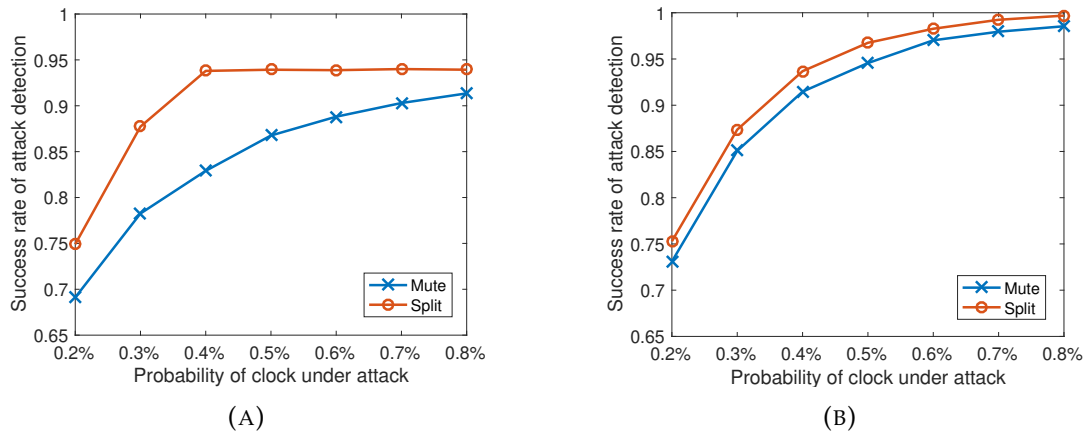 Success rate of attack detection
1
0.95
0.9
0.85
0.8
0.75
0.7
0.65
0.2% 0.3% 0.4% 0.5% 0.6% 0.7% 0.8%
Probability of clock under attack
Mute
Split
(A)
Success rate of attack detection
1
0.95
0.9
0.85
0.8
0.75
0.7
0.65
0.2% 0.3% 0.4% 0.5% 0.6% 0.7% 0.8%
Probability of clock under attack
Mute
Split
(B)